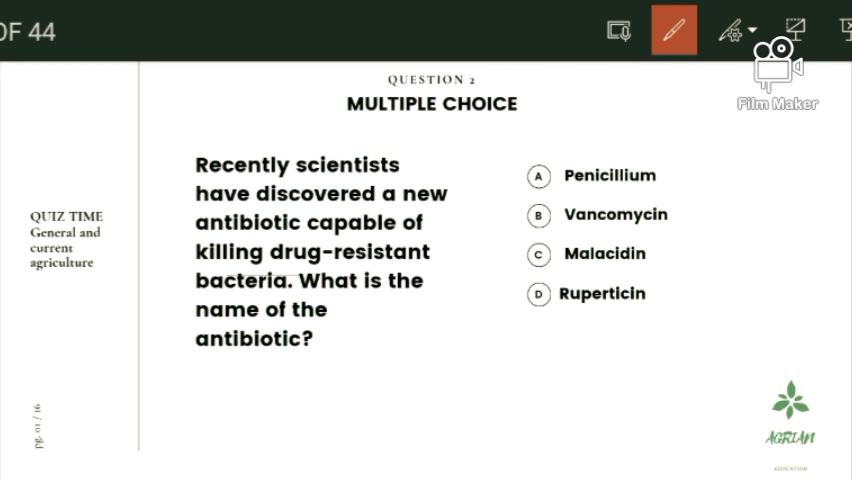 OF 44
Film Maker
QUESTION 2
MULTIPLE CHOICE
Recently scientists
have discovered a new
antibiotic capable of
killing drug-resistant
bacteria. What is the
name of the
antibiotic?
A Penicillium
B Vancomycin
C Malacidin
D Ruperticin
QUIZ TIME
General and
current
agriculture
pg. 01 / 16
AGRIAN
EDUCATION